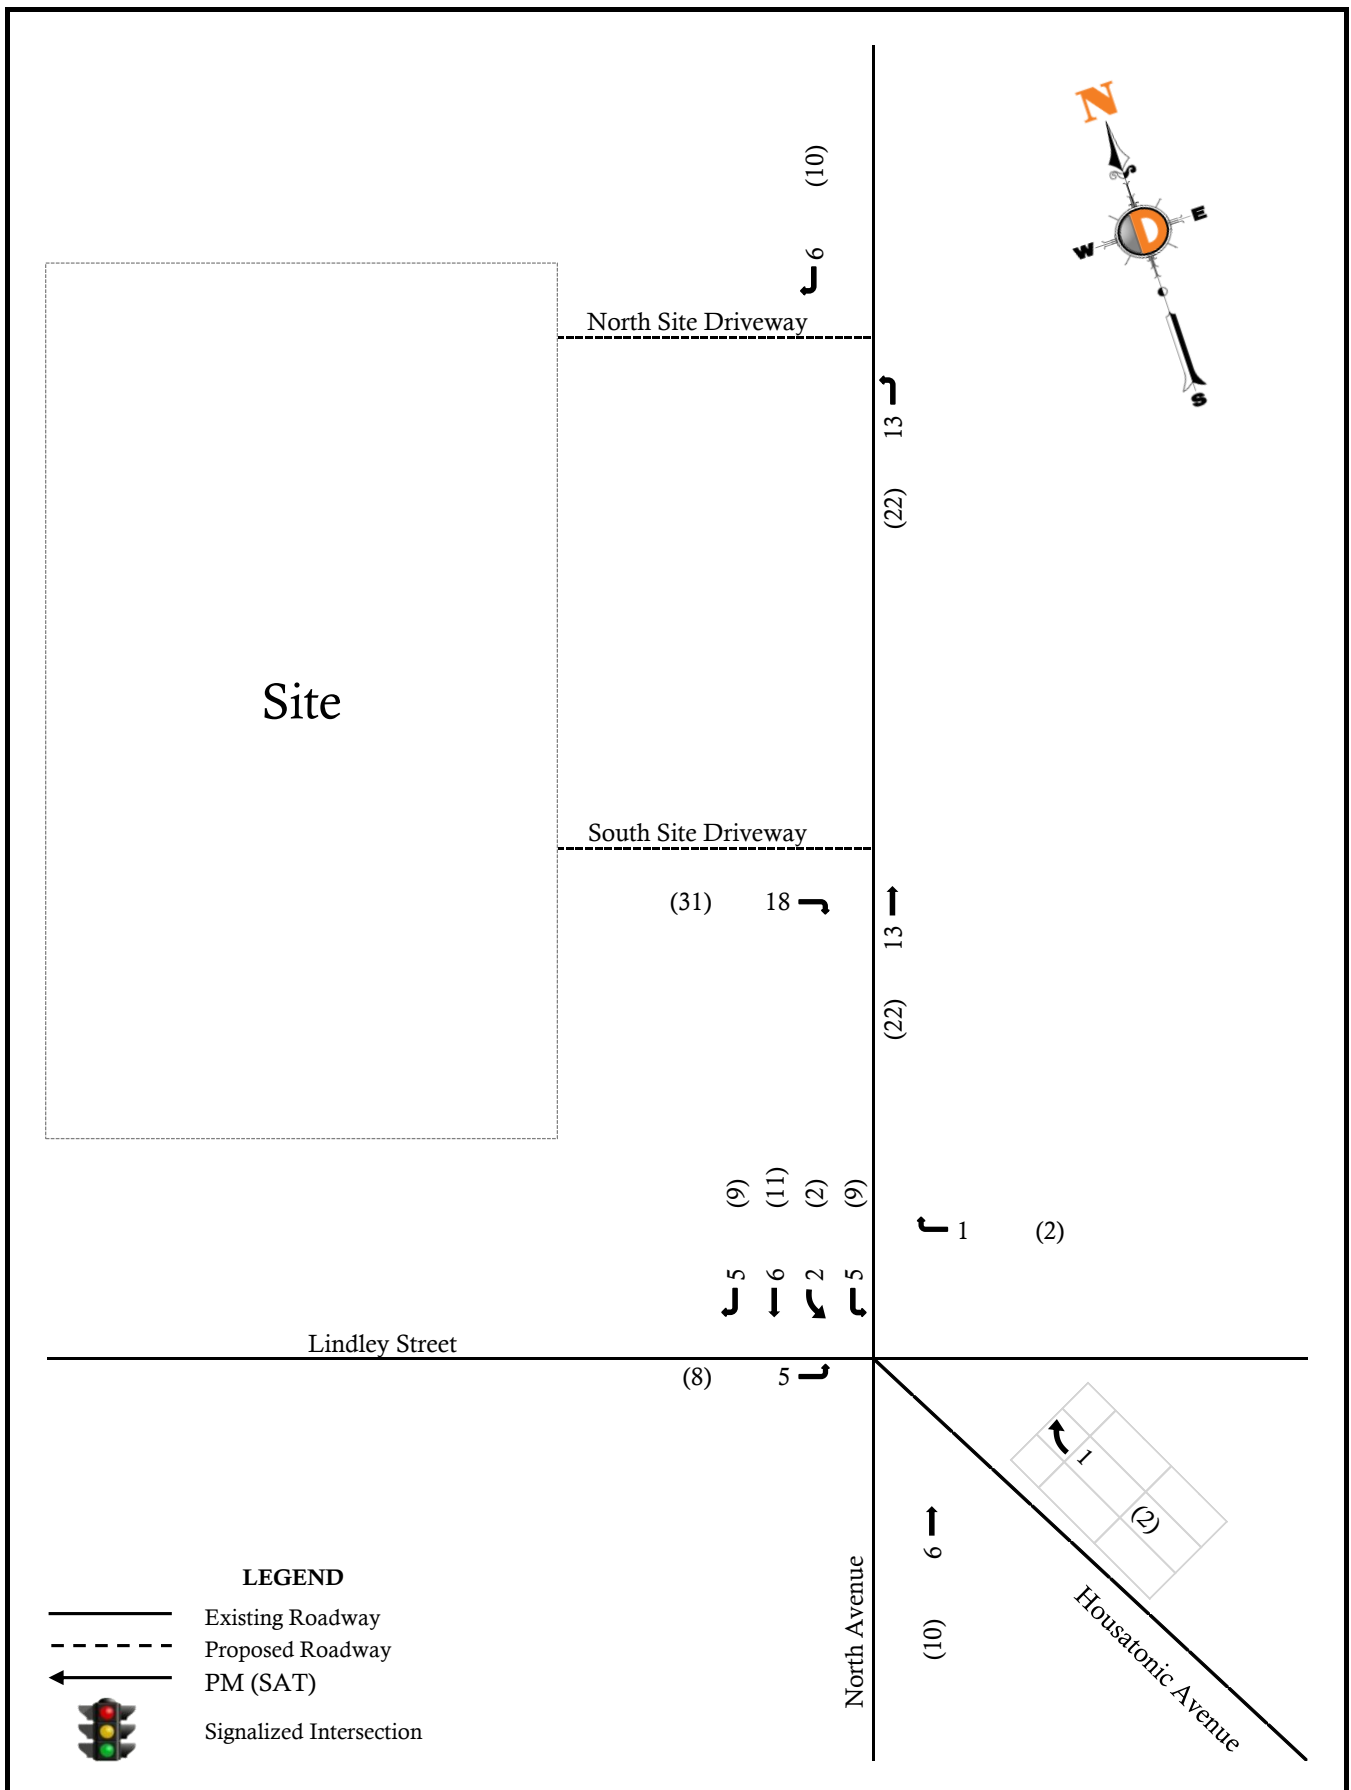 N
(10)
6
E
W
D
S
North Site Driveway
13
(22)
Site
South Site Driveway
(31) 18
13
(22)
(9) (11) (2) (9)
1 (2)
5 6 2 5
Lindley Street
(8) 5
1
(2)
6
(10)
North Avenue
Housatonic Avenue
LEGEND
Existing Roadway
Proposed Roadway
PM (SAT)
Signalized Intersection